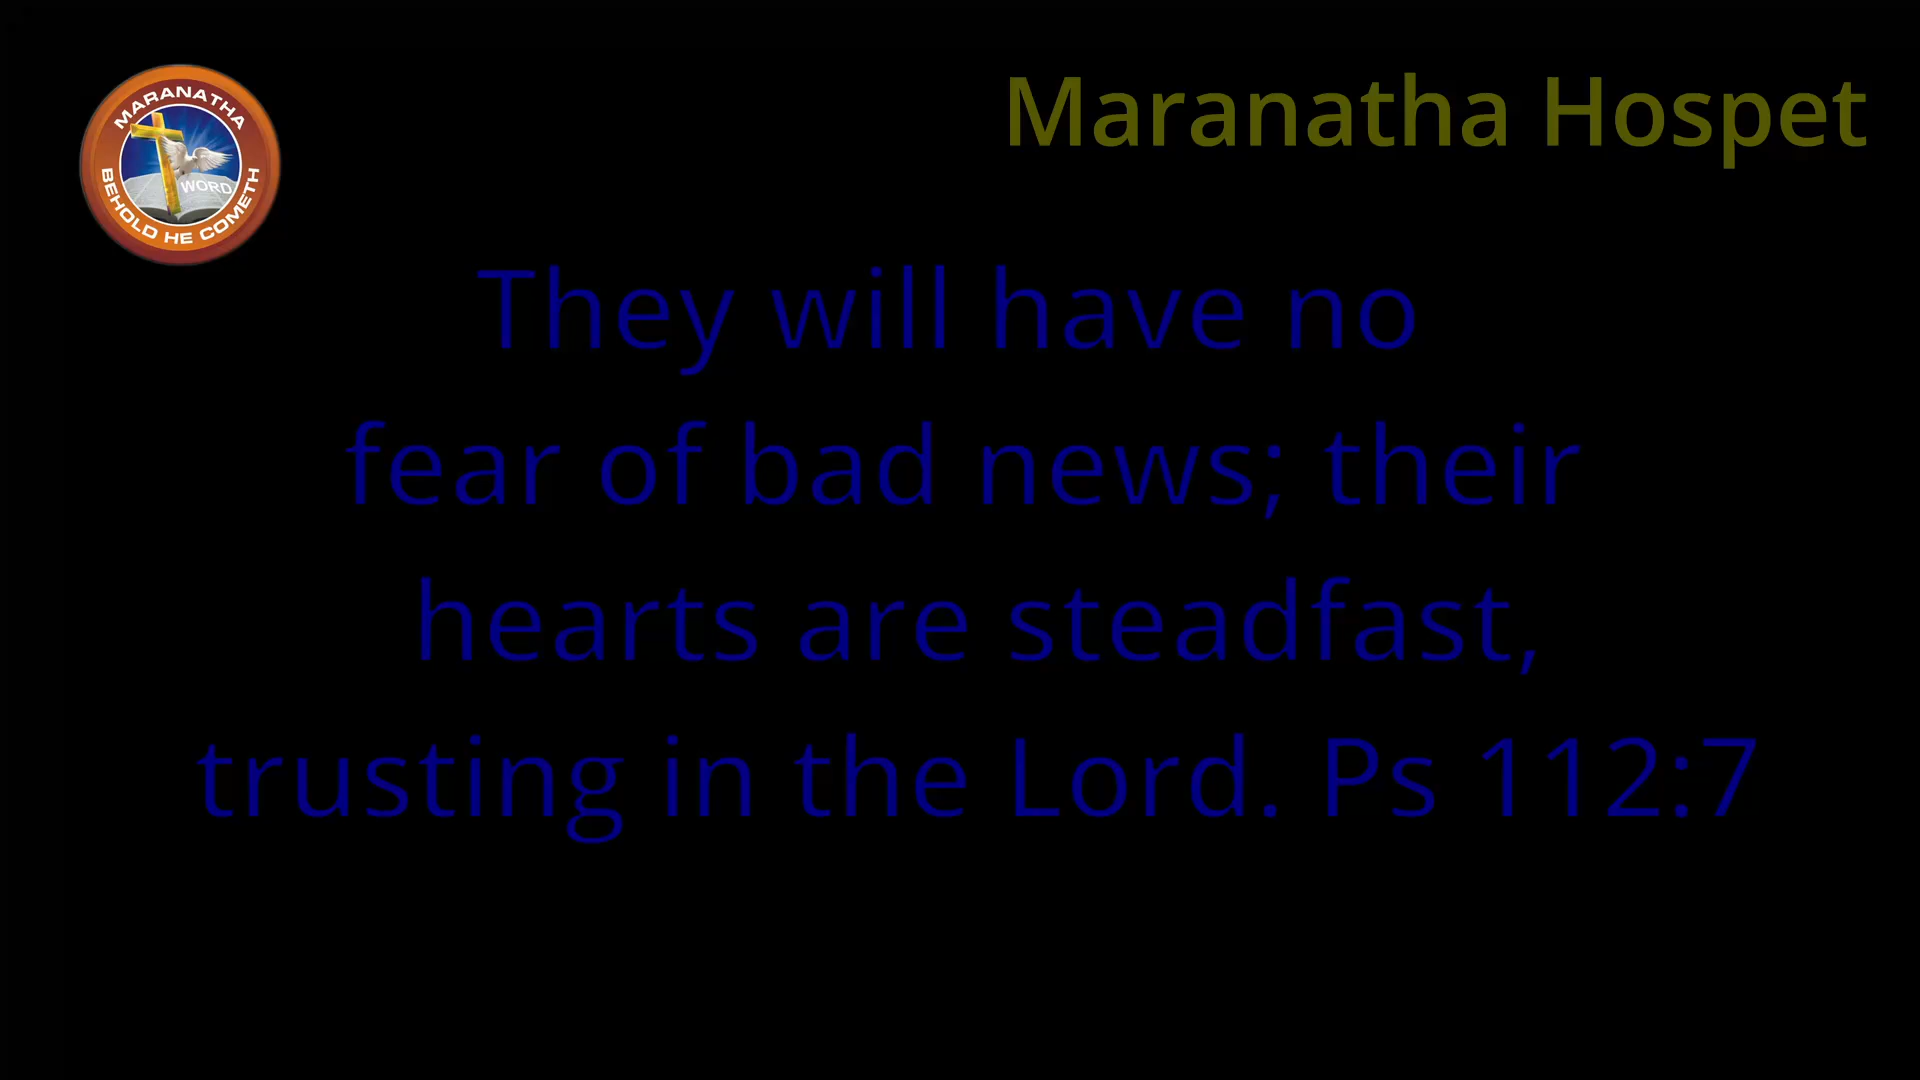 MARANATHA
WORD
BEHOLD HE COMETH
Maranatha Hospet
They will have no
fear of bad news; their
hearts are steadfast,
trusting in the Lord. Ps 112:7